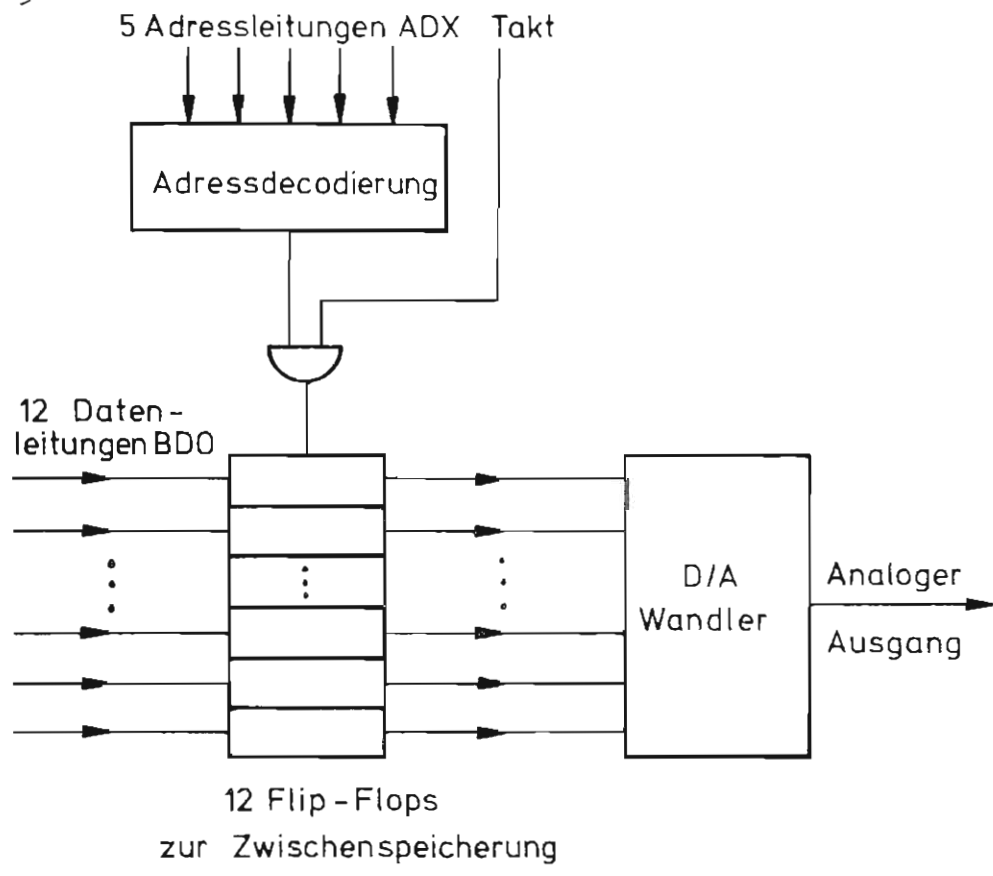 5 Adressleitungen ADX Takt
Adressdecodierung
12 Daten-
leitungen BDO
D/A
Wandler
Analoger
Ausgang
12 Flip-Flops
zur Zwischenspeicherung